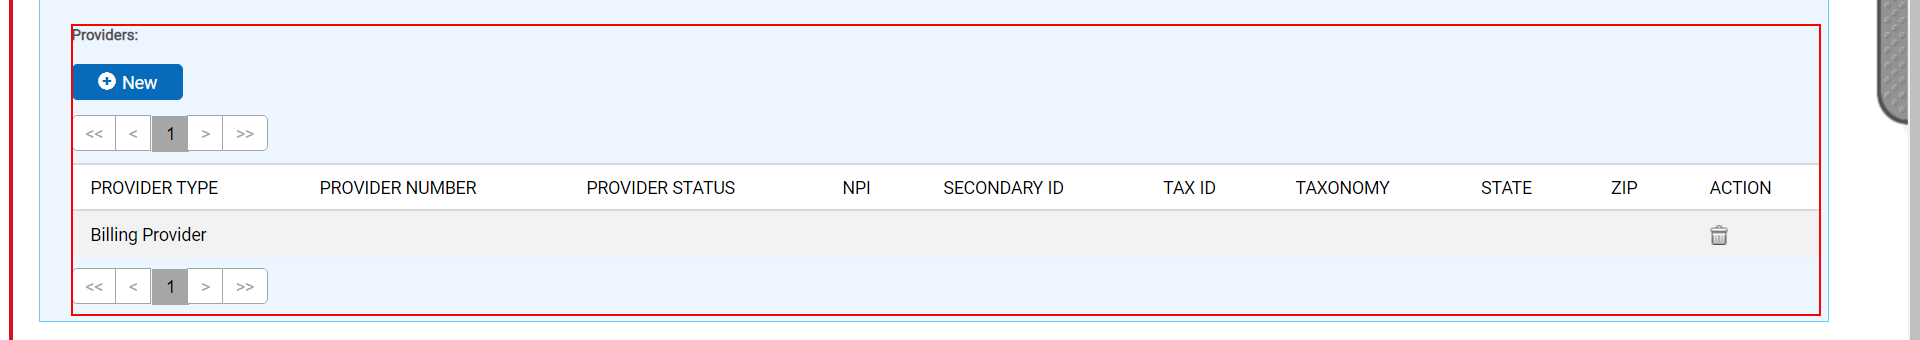 Providers:
New
<< < 1 > >>
PROVIDER TYPE PROVIDER NUMBER PROVIDER STATUS NPI SECONDARY ID TAX ID TAXONOMY STATE ZIP ACTION
Billing Provider
<< < 1 > >>